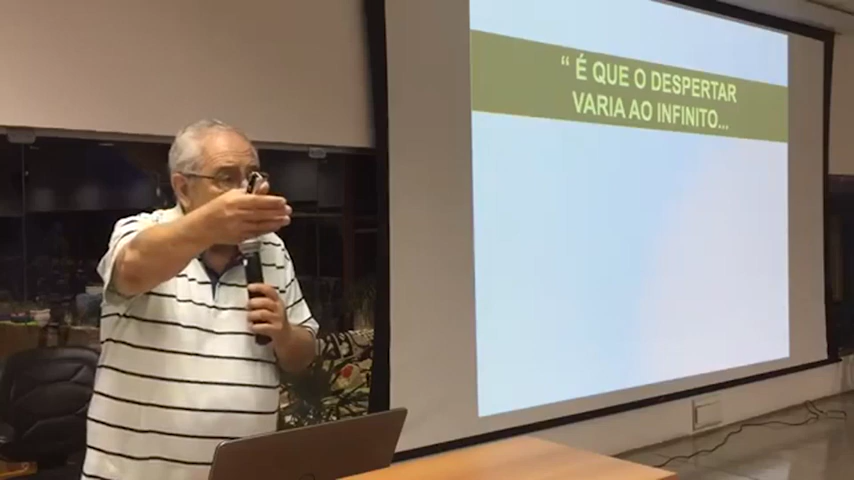 “ É QUE O DESPERTAR
VARIA AO INFINITO...